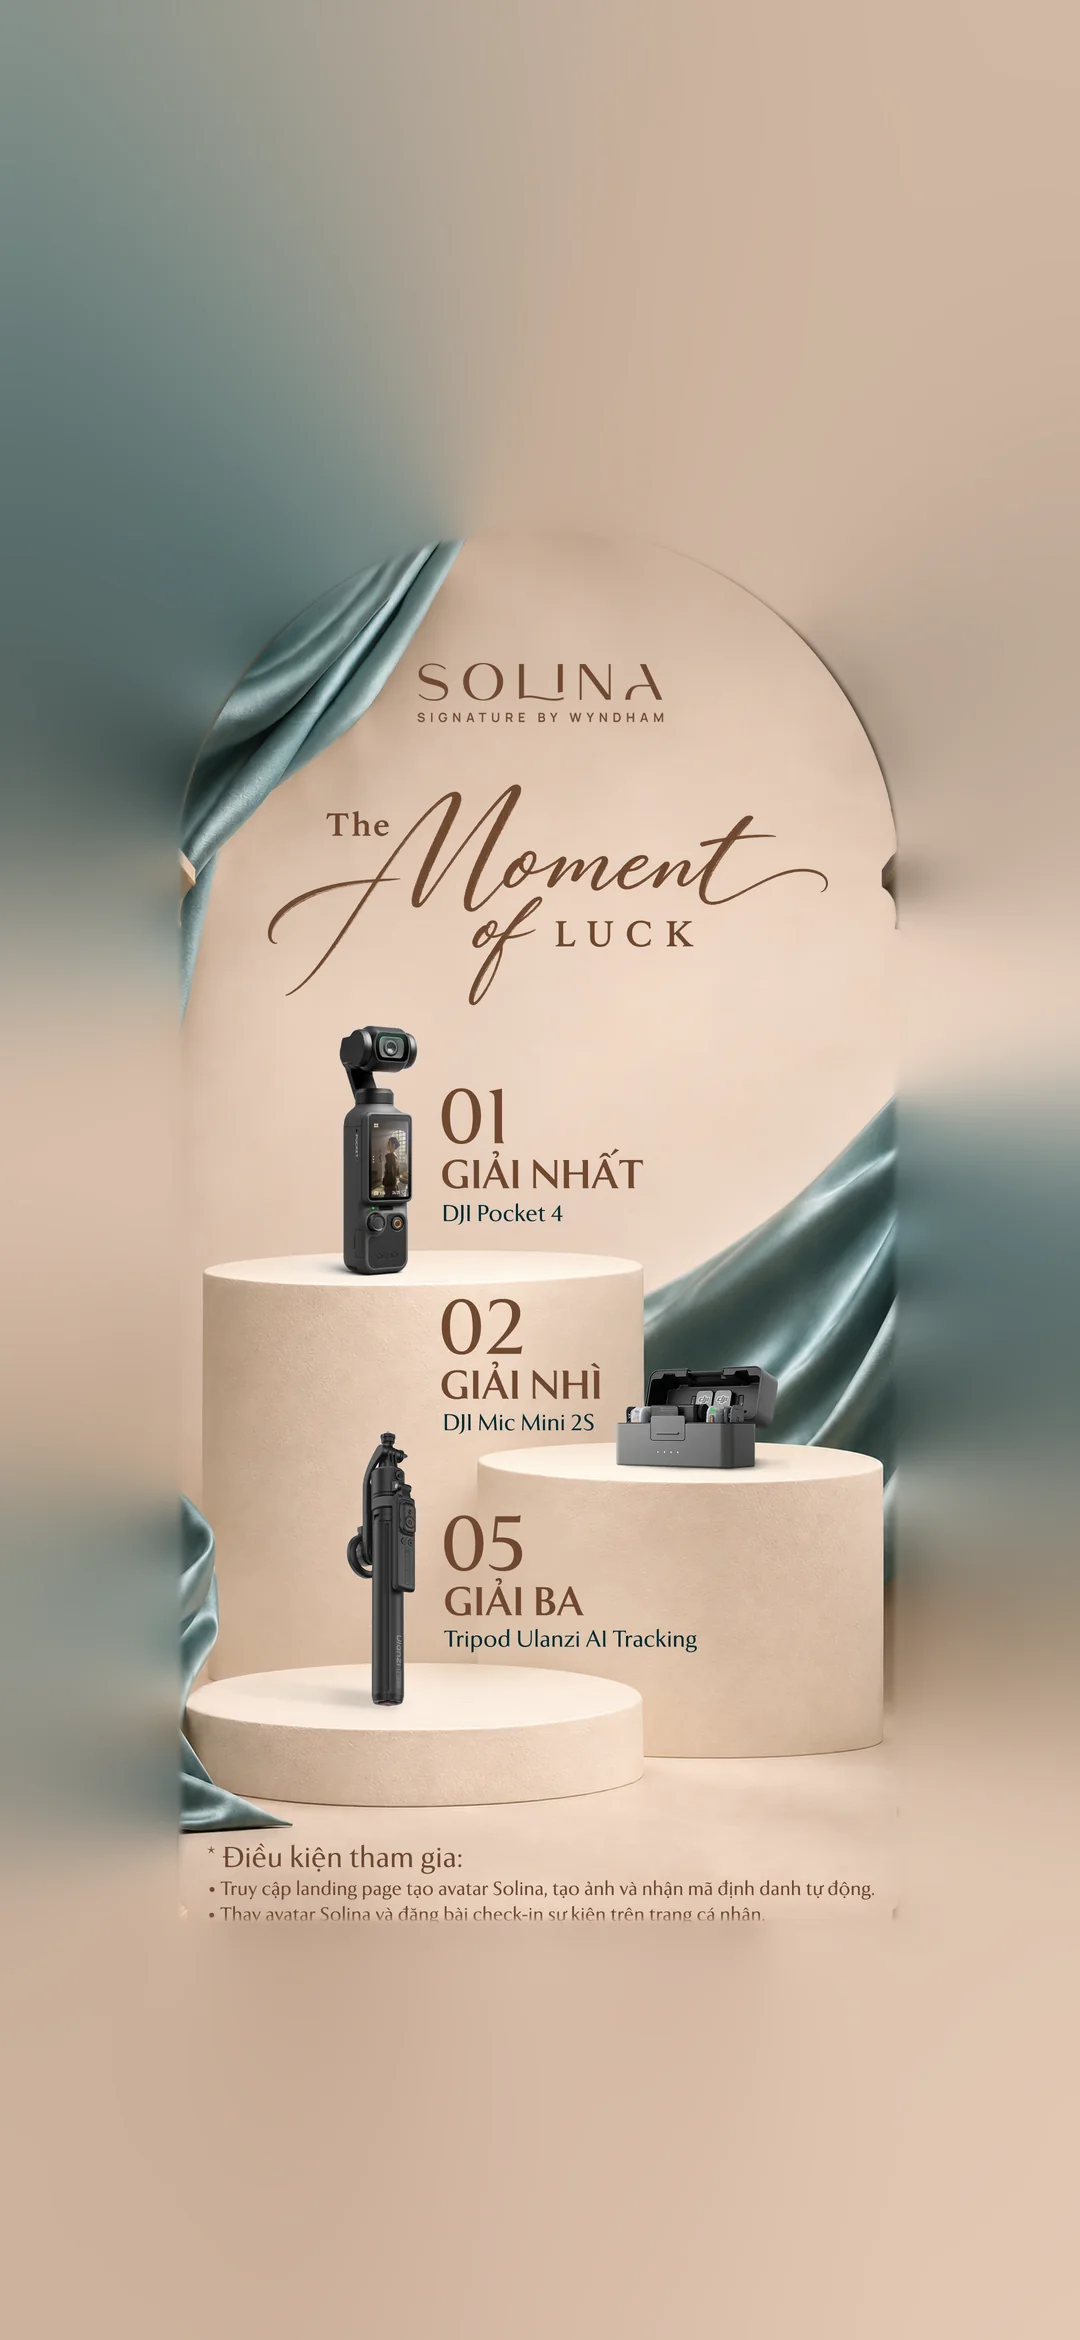 SOLINA
SIGNATURE BY WYNDHAM
The Moment
of LUCK
01
GIẢI NHẤT
DJI Pocket 4
02
GIẢI NHÌ
DJI Mic Mini 2S
05
GIẢI BA
Tripod Ulanzi AI Tracking
* Điều kiện tham gia:
• Truy cập landing page tạo avatar Solina, tạo ảnh và nhận mã định danh tự động.
• Thay avatar Solina và đăng bài check-in sự kiện trên trang cá nhân.